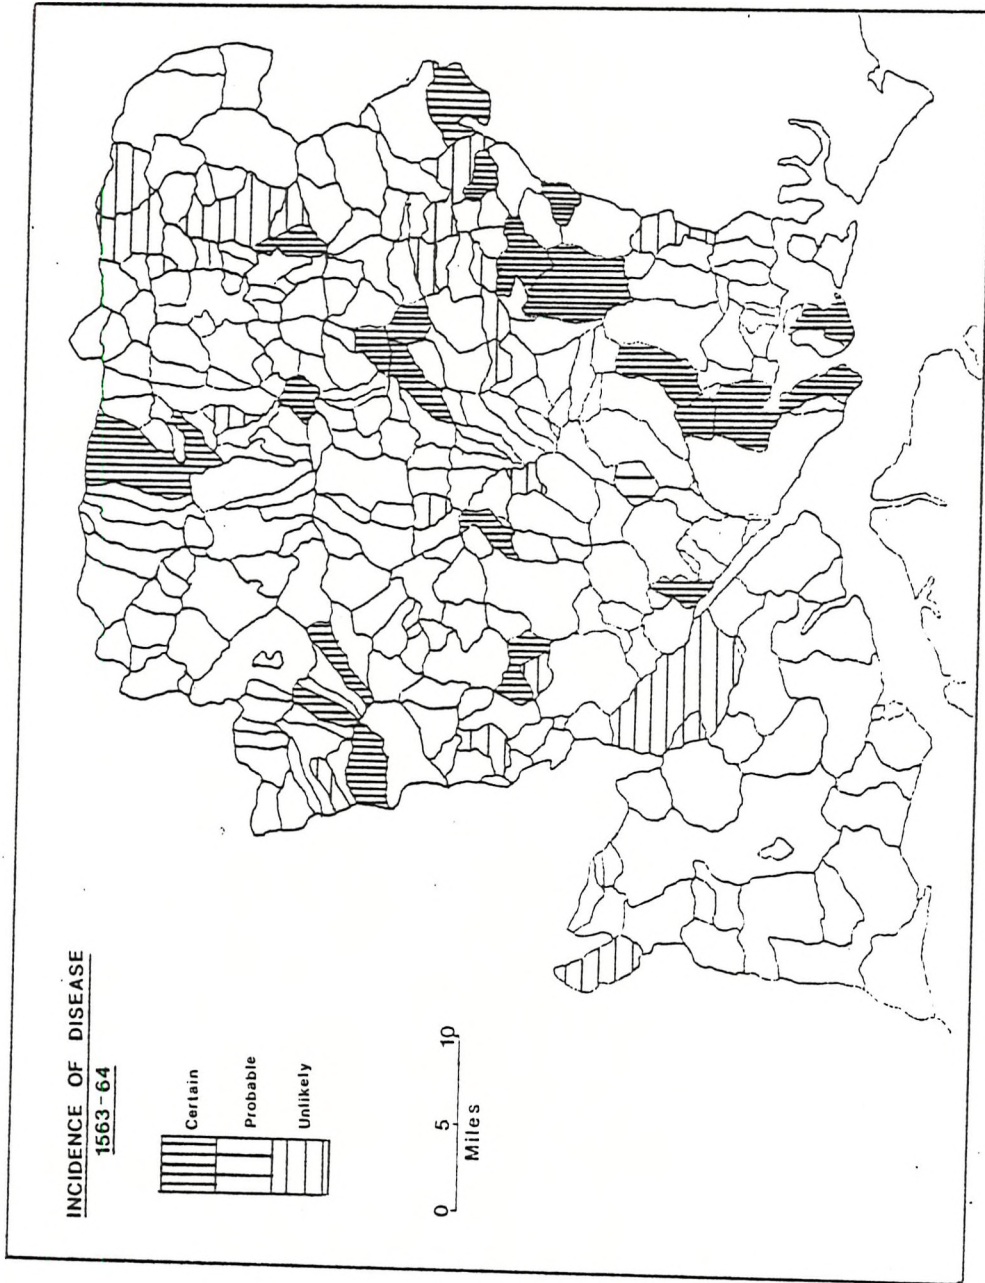 INCIDENCE OF DISEASE
1563-64
Certain
Probable
Unlikely
0 5 10
Miles